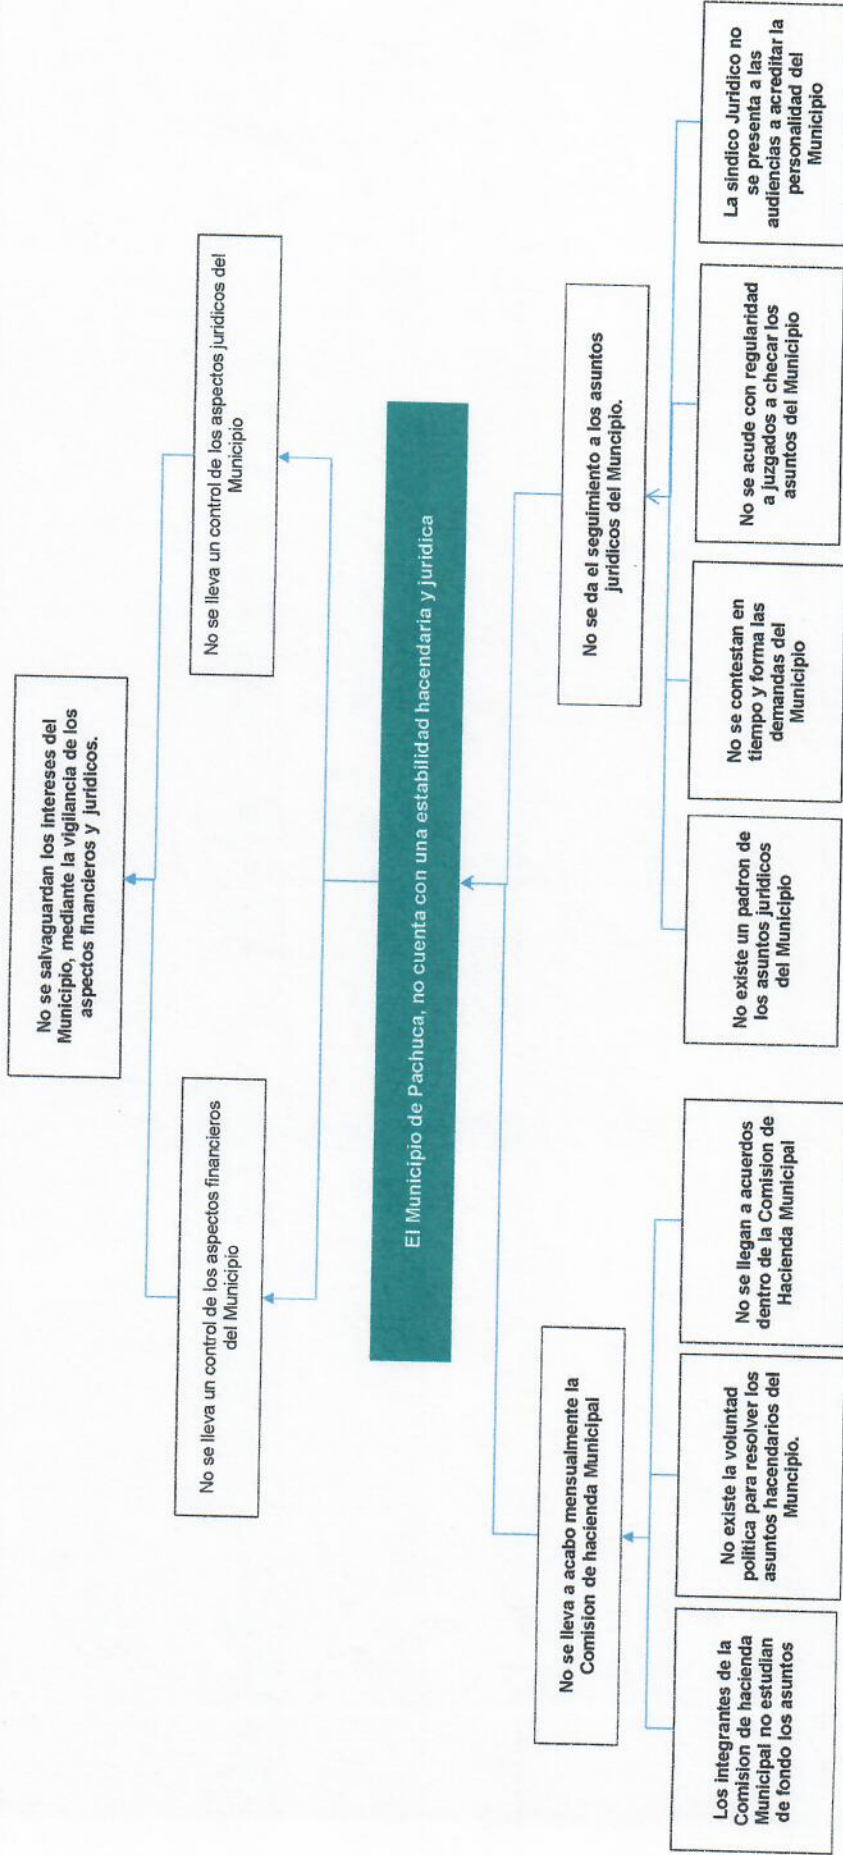 No se salvaguardan los intereses del
Municipio, mediante la vigilancia de los
aspectos financieros y  jurídicos.
No se lleva un control de los aspectos financieros
del Municipio
No se lleva un control de los aspectos juridicos del
Municipio
El Municipio de Pachuca, no cuenta con una estabilidad hacendaria y juridica
No se lleva a acabo mensualmente la
Comision de hacienda Municipal
No se da el seguimiento a los asuntos
juridicos del Muncipio.
Los integrantes de la
Comision de hacienda
Municipal no estudian
de fondo los asuntos
No existe la voluntad
politica para resolver los
asuntos hacendarios del
Muncipio.
No se llegan a acuerdos
dentro de la Comision de
Hacienda Municipal
No existe un padron de
los asuntos juridicos
del Municipio
No se contestan en
tiempo y forma las
demandas del
Municipio
No se acude con regularidad
a juzgados a checar los
asuntos del Municipio
La sindico Juridico no
se presenta a las
audiencias a acreditar la
personalidad del
Municipio